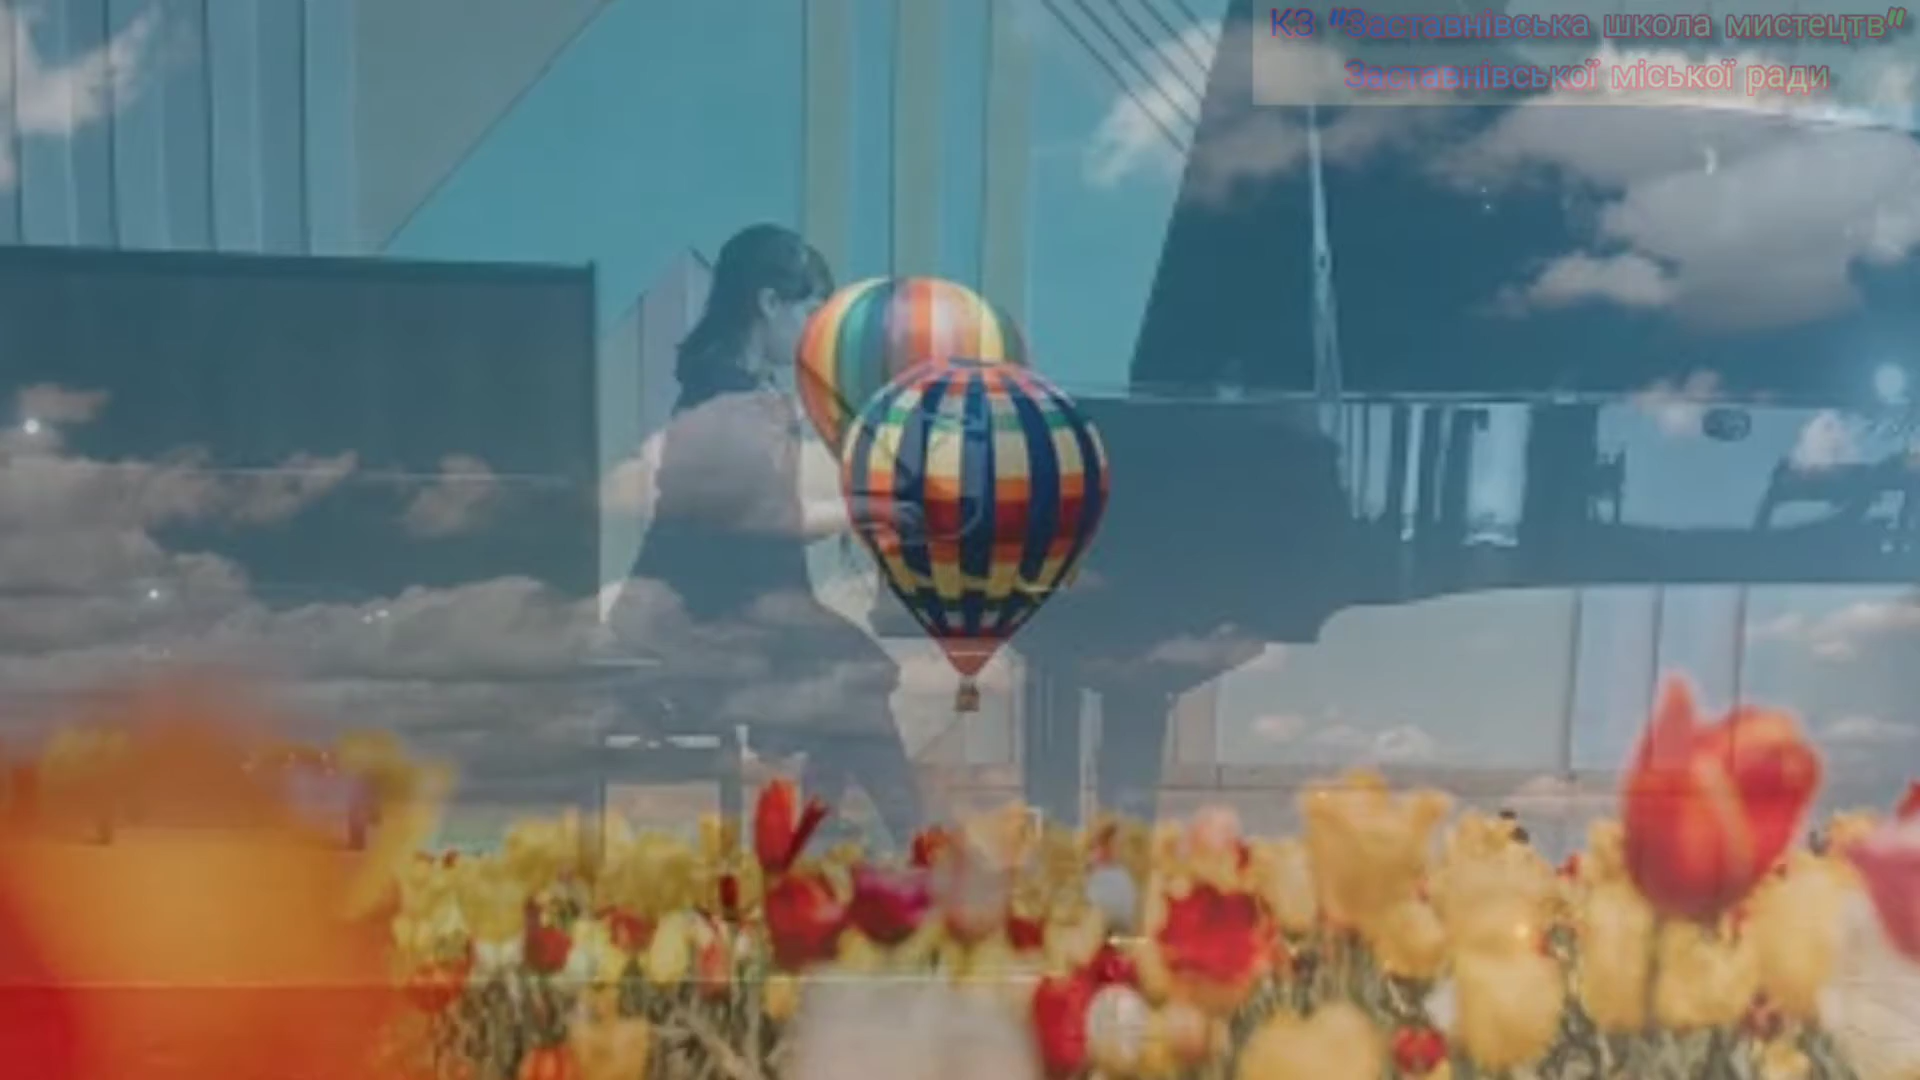 КЗ "Заставнівська школа мистецтв"
Заставнівської міської ради